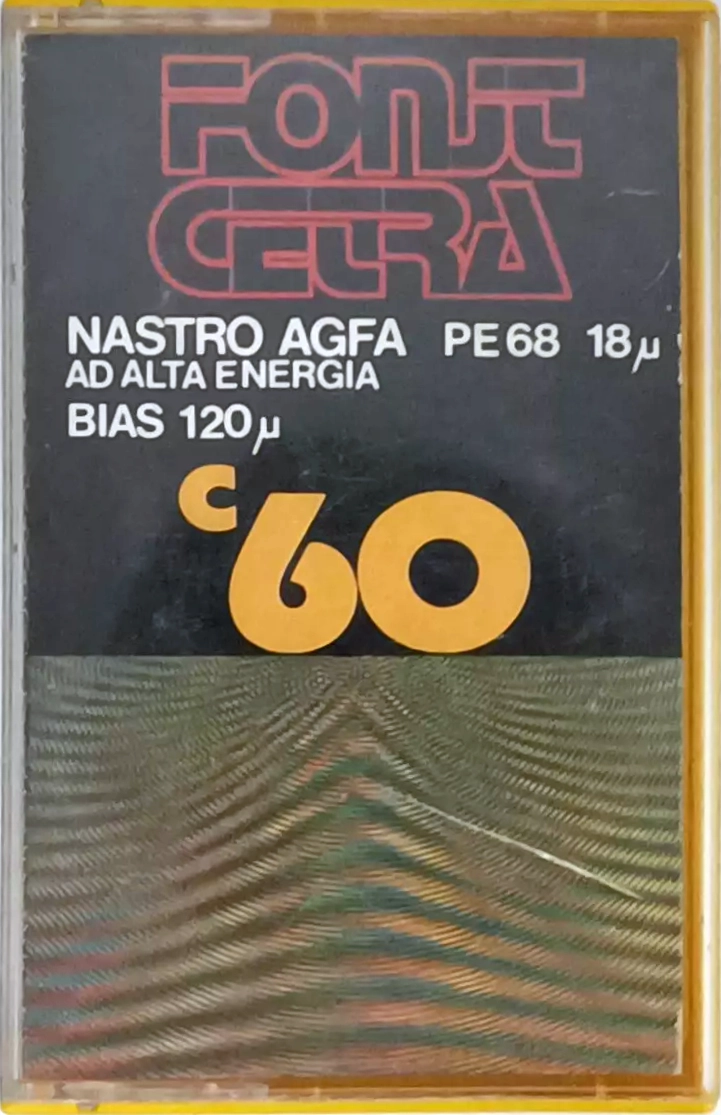 FONIT
CETRA
NASTRO AGFA PE 68 18µ
AD ALTA ENERGIA
BIAS 120µ
C60